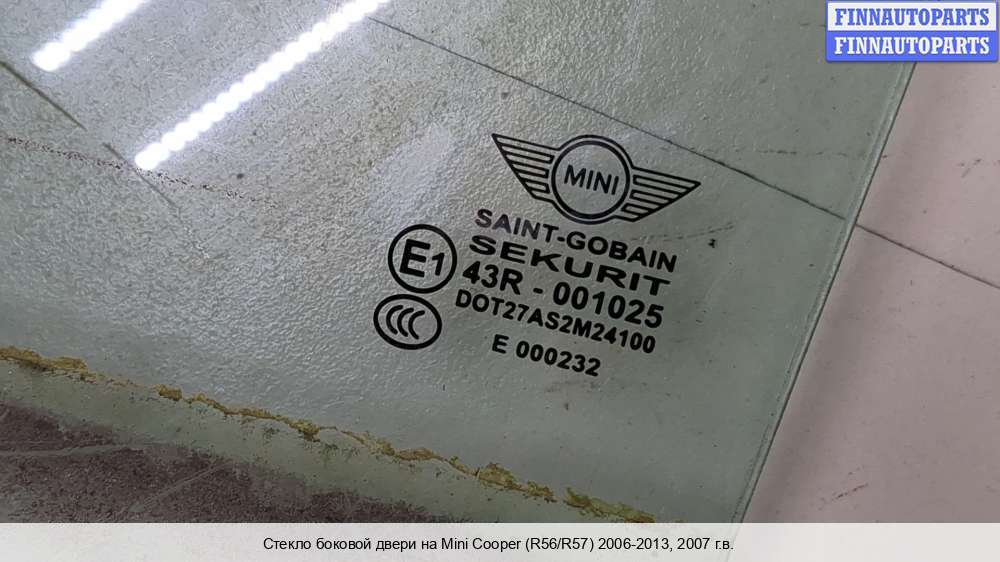 FINNAUTOPARTS
FINNAUTOPARTS
MINI
SAINT-GOBAIN
SEKURIT
E1
43R - 001025
DOT27AS2M24100
CCC
E 000232
Стекло боковой двери на Mini Cooper (R56/R57) 2006-2013, 2007 г.в.